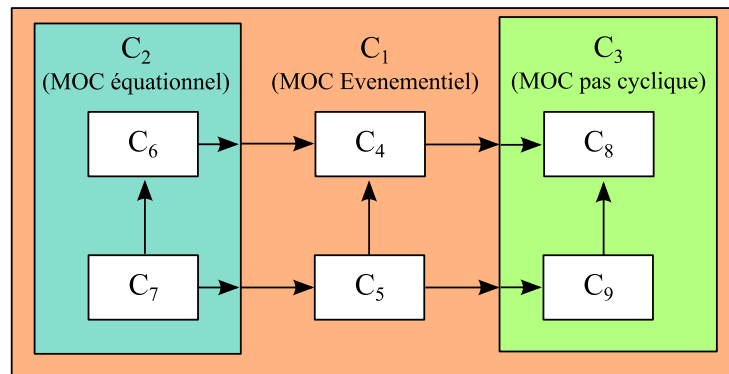 C₂
(MOC équationnel)
C₁
(MOC Evenementiel)
C₃
(MOC pas cyclique)
C₆
C₄
C₈
C₇
C₅
C₉